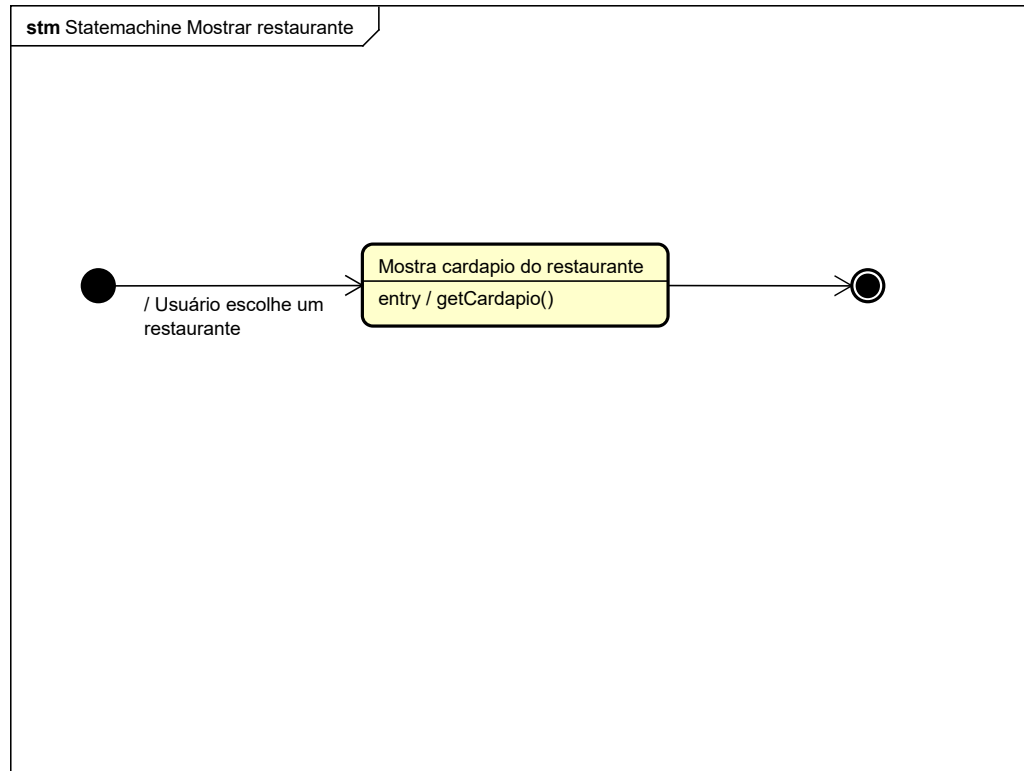 stm Statemachine Mostrar restaurante
Mostra cardapio do restaurante
entry / getCardapio()
/ Usuário escolhe um
restaurante